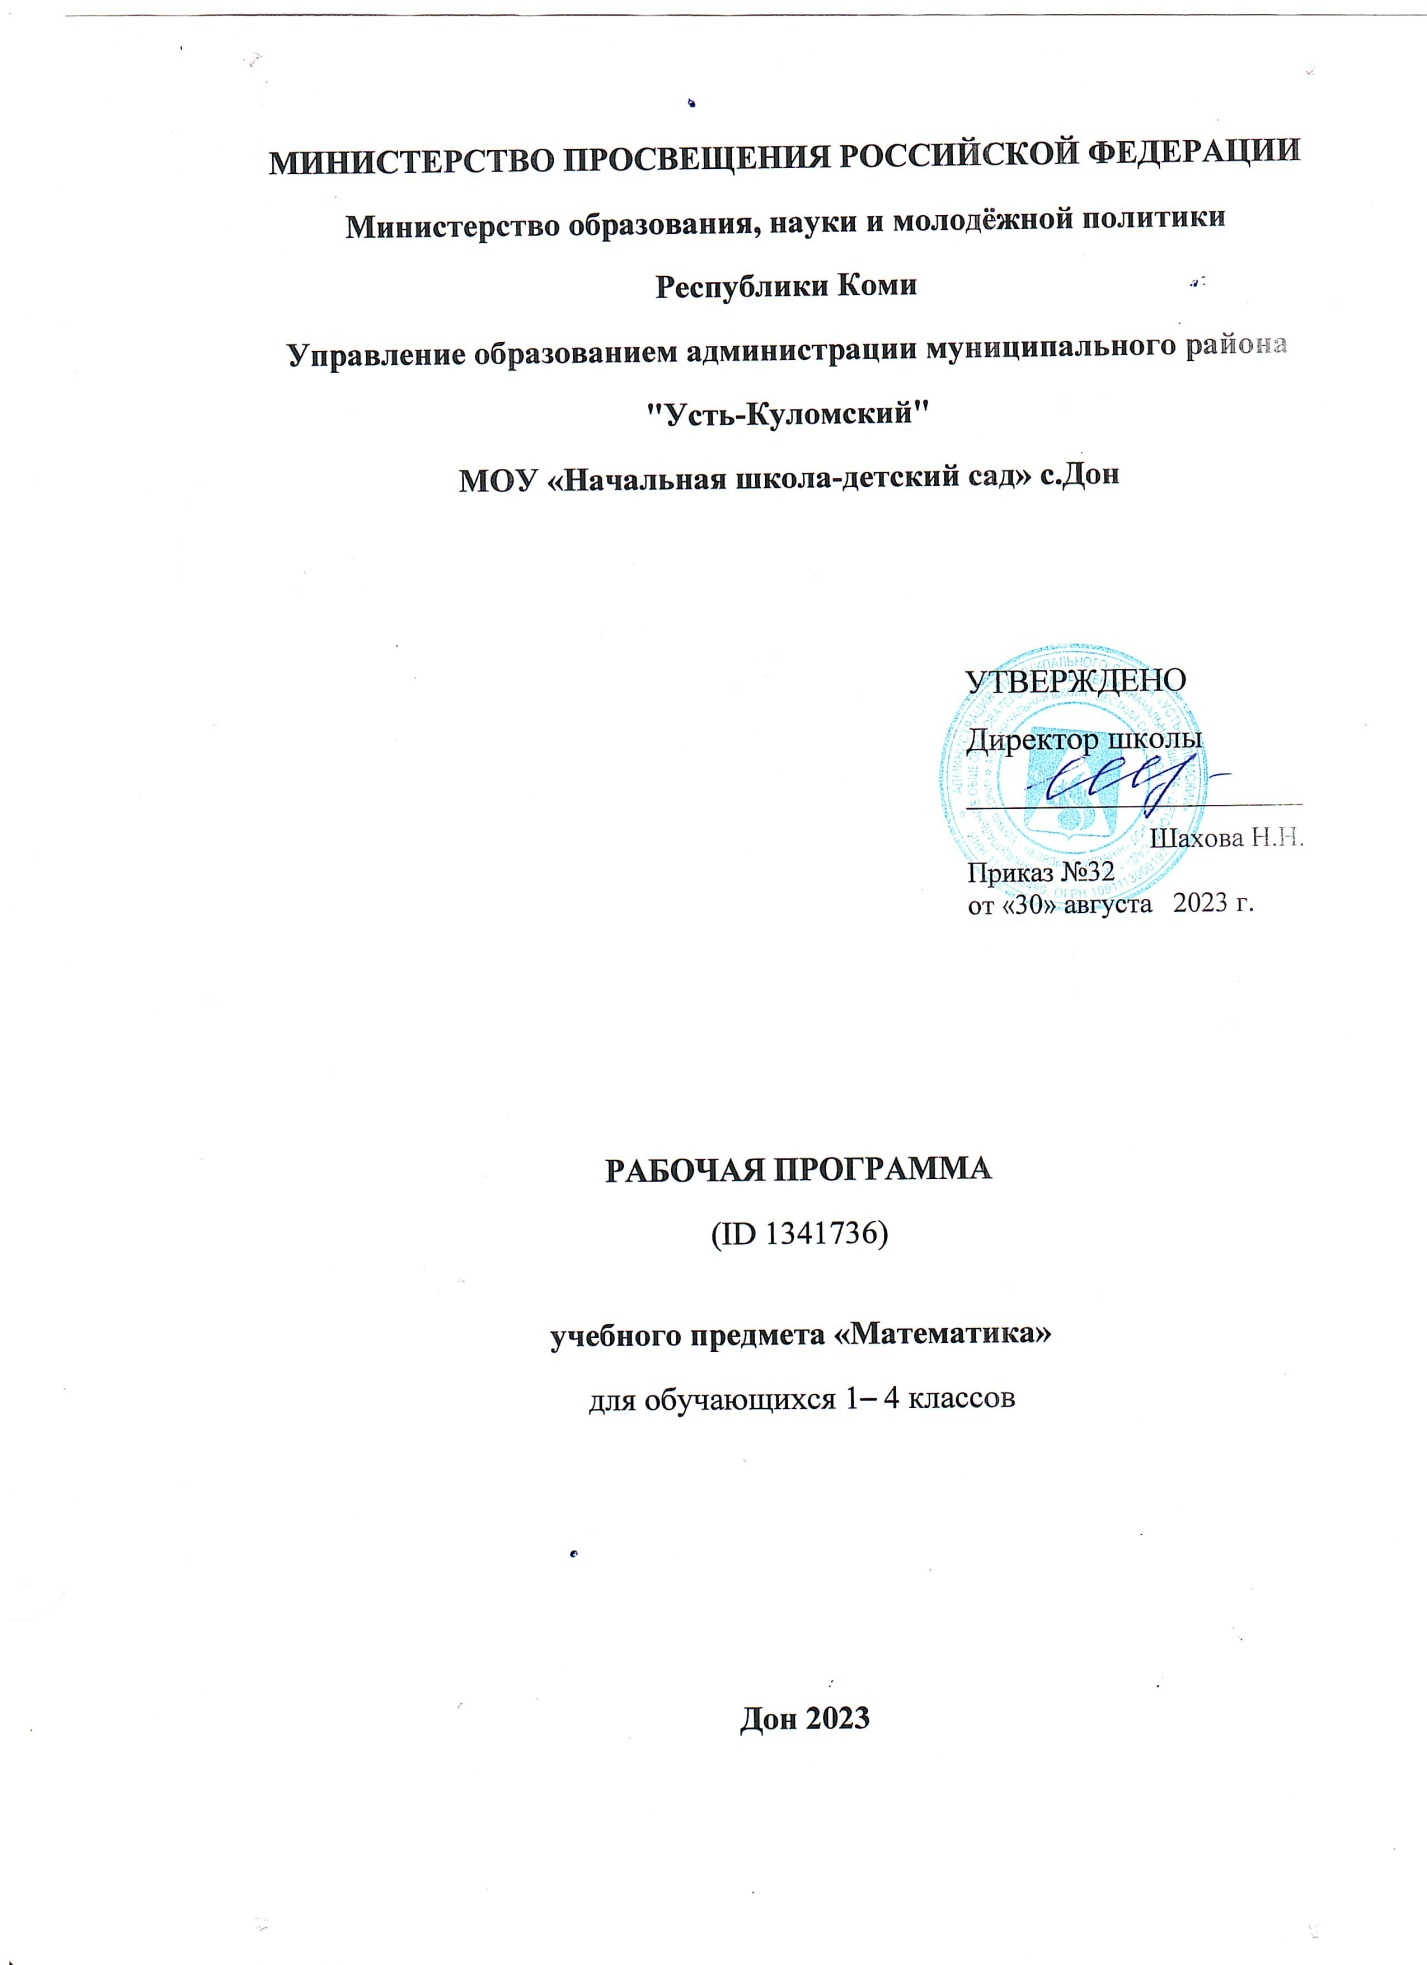 МИНИСТЕРСТВО ПРОСВЕЩЕНИЯ РОССИЙСКОЙ ФЕДЕРАЦИИ
Министерство образования, науки и молодёжной политики
Республики Коми
Управление образованием администрации муниципального района
"Усть-Куломский"
МОУ «Начальная школа-детский сад» с.Дон
УТВЕРЖДЕНО
Директор школы
Шахова Н.Н.
Приказ №32
от «30» августа 2023 г.
РАБОЧАЯ ПРОГРАММА
(ID 1341736)
учебного предмета «Математика»
для обучающихся 1– 4 классов
Дон 2023